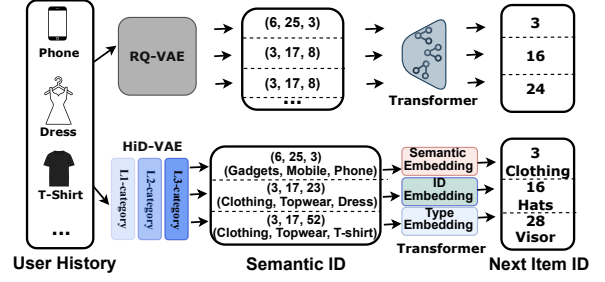 Phone
Dress
T-Shirt
...
User History
RQ-VAE
(6, 25, 3)
(3, 17, 8)
(3, 17, 8)
...
Transformer
3
16
24
HiD-VAE
L1-category
L2-category
L3-category
(6, 25, 3)
(Gadgets, Mobile, Phone)
(3, 17, 23)
(Clothing, Topwear, Dress)
(3, 17, 52)
(Clothing, Topwear, T-shirt)
Semantic ID
Semantic
Embedding
ID
Embedding
Type
Embedding
Transformer
3
Clothing
16
Hats
28
Visor
Next Item ID